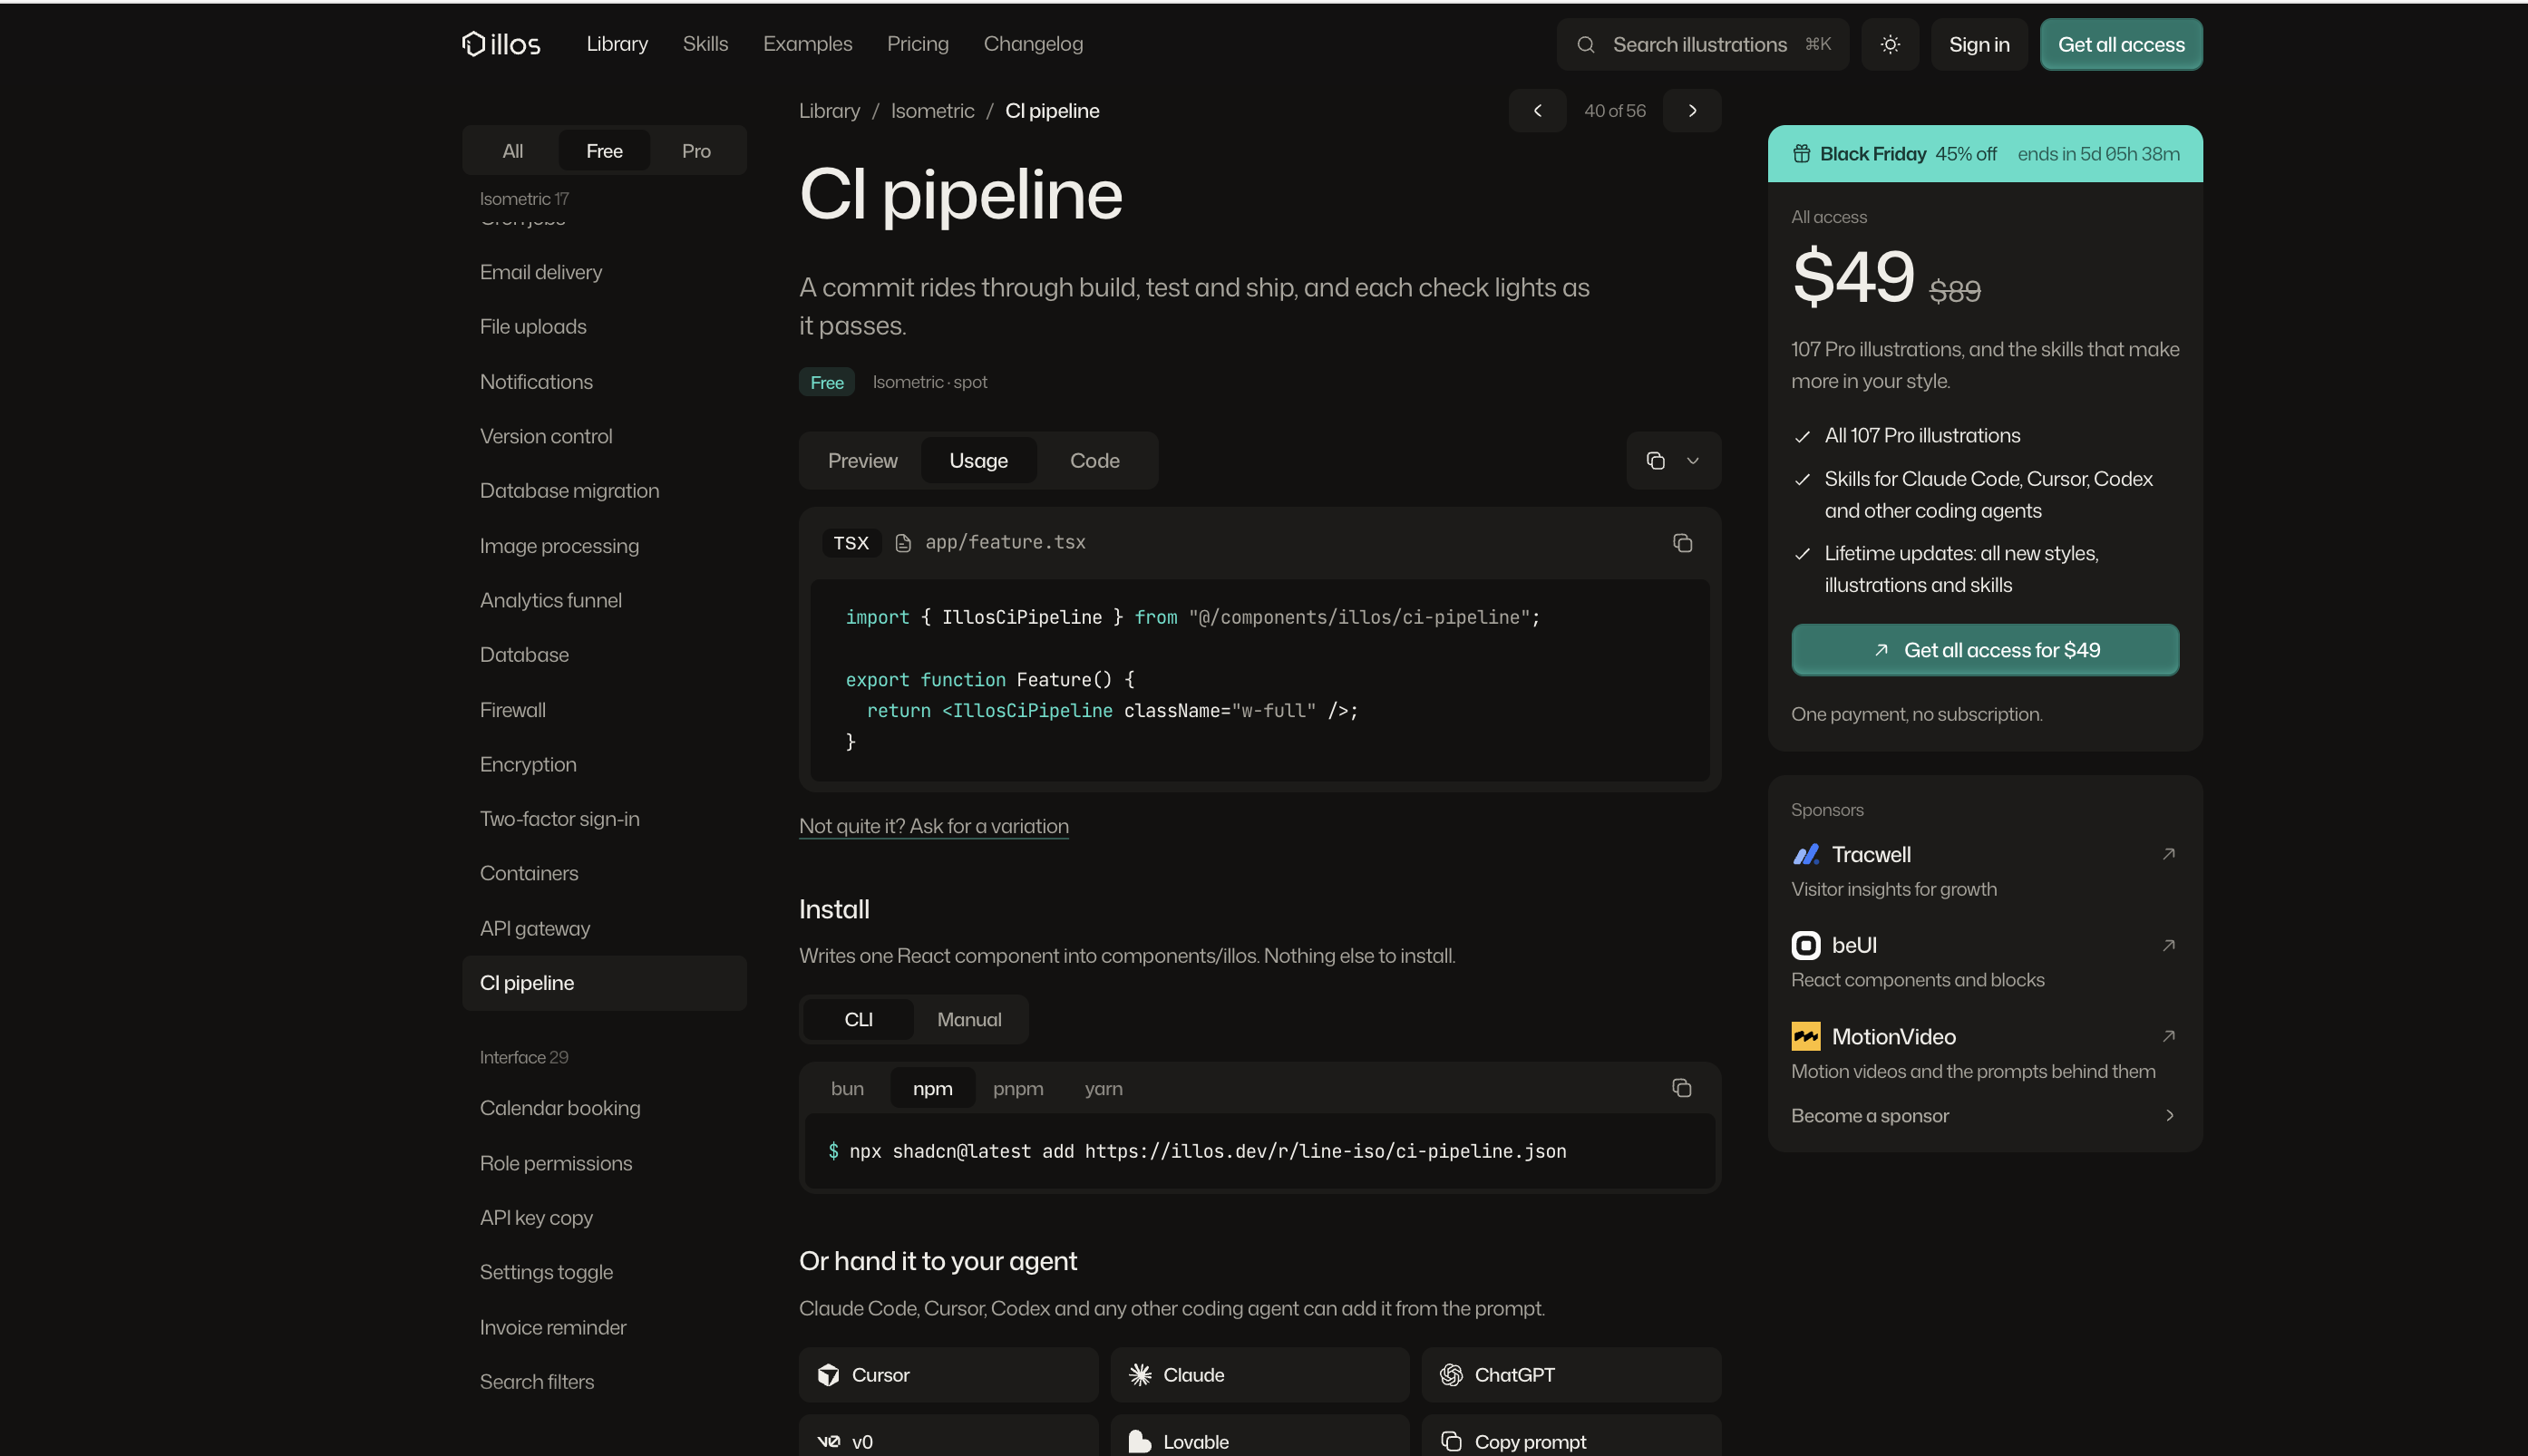 illos
Library
Skills
Examples
Pricing
Changelog
Search illustrations ⌘K
Sign in
Get all access
All
Free
Pro
Isometric 17
Cron jobs
Email delivery
File uploads
Notifications
Version control
Database migration
Image processing
Analytics funnel
Database
Firewall
Encryption
Two-factor sign-in
Containers
API gateway
CI pipeline
Interface 29
Calendar booking
Role permissions
API key copy
Settings toggle
Invoice reminder
Search filters
Library / Isometric / CI pipeline
40 of 56
CI pipeline
A commit rides through build, test and ship, and each check lights as
it passes.
Free
Isometric · spot
Preview
Usage
Code
TSX
app/feature.tsx
import { IllosCiPipeline } from "@/components/illos/ci-pipeline";
export function Feature() {
return <IllosCiPipeline className="w-full" />;
}
Not quite it? Ask for a variation
Install
Writes one React component into components/illos. Nothing else to install.
CLI
Manual
bun
npm
pnpm
yarn
$ npx shadcn@latest add https://illos.dev/r/line-iso/ci-pipeline.json
Or hand it to your agent
Claude Code, Cursor, Codex and any other coding agent can add it from the prompt.
Cursor
Claude
ChatGPT
v0
Lovable
Copy prompt
Black Friday 45% off ends in 5d 05h 38m
All access
$49 $89
107 Pro illustrations, and the skills that make
more in your style.
All 107 Pro illustrations
Skills for Claude Code, Cursor, Codex
and other coding agents
Lifetime updates: all new styles,
illustrations and skills
Get all access for $49
One payment, no subscription.
Sponsors
Tracwell
Visitor insights for growth
beUI
React components and blocks
MotionVideo
Motion videos and the prompts behind them
Become a sponsor